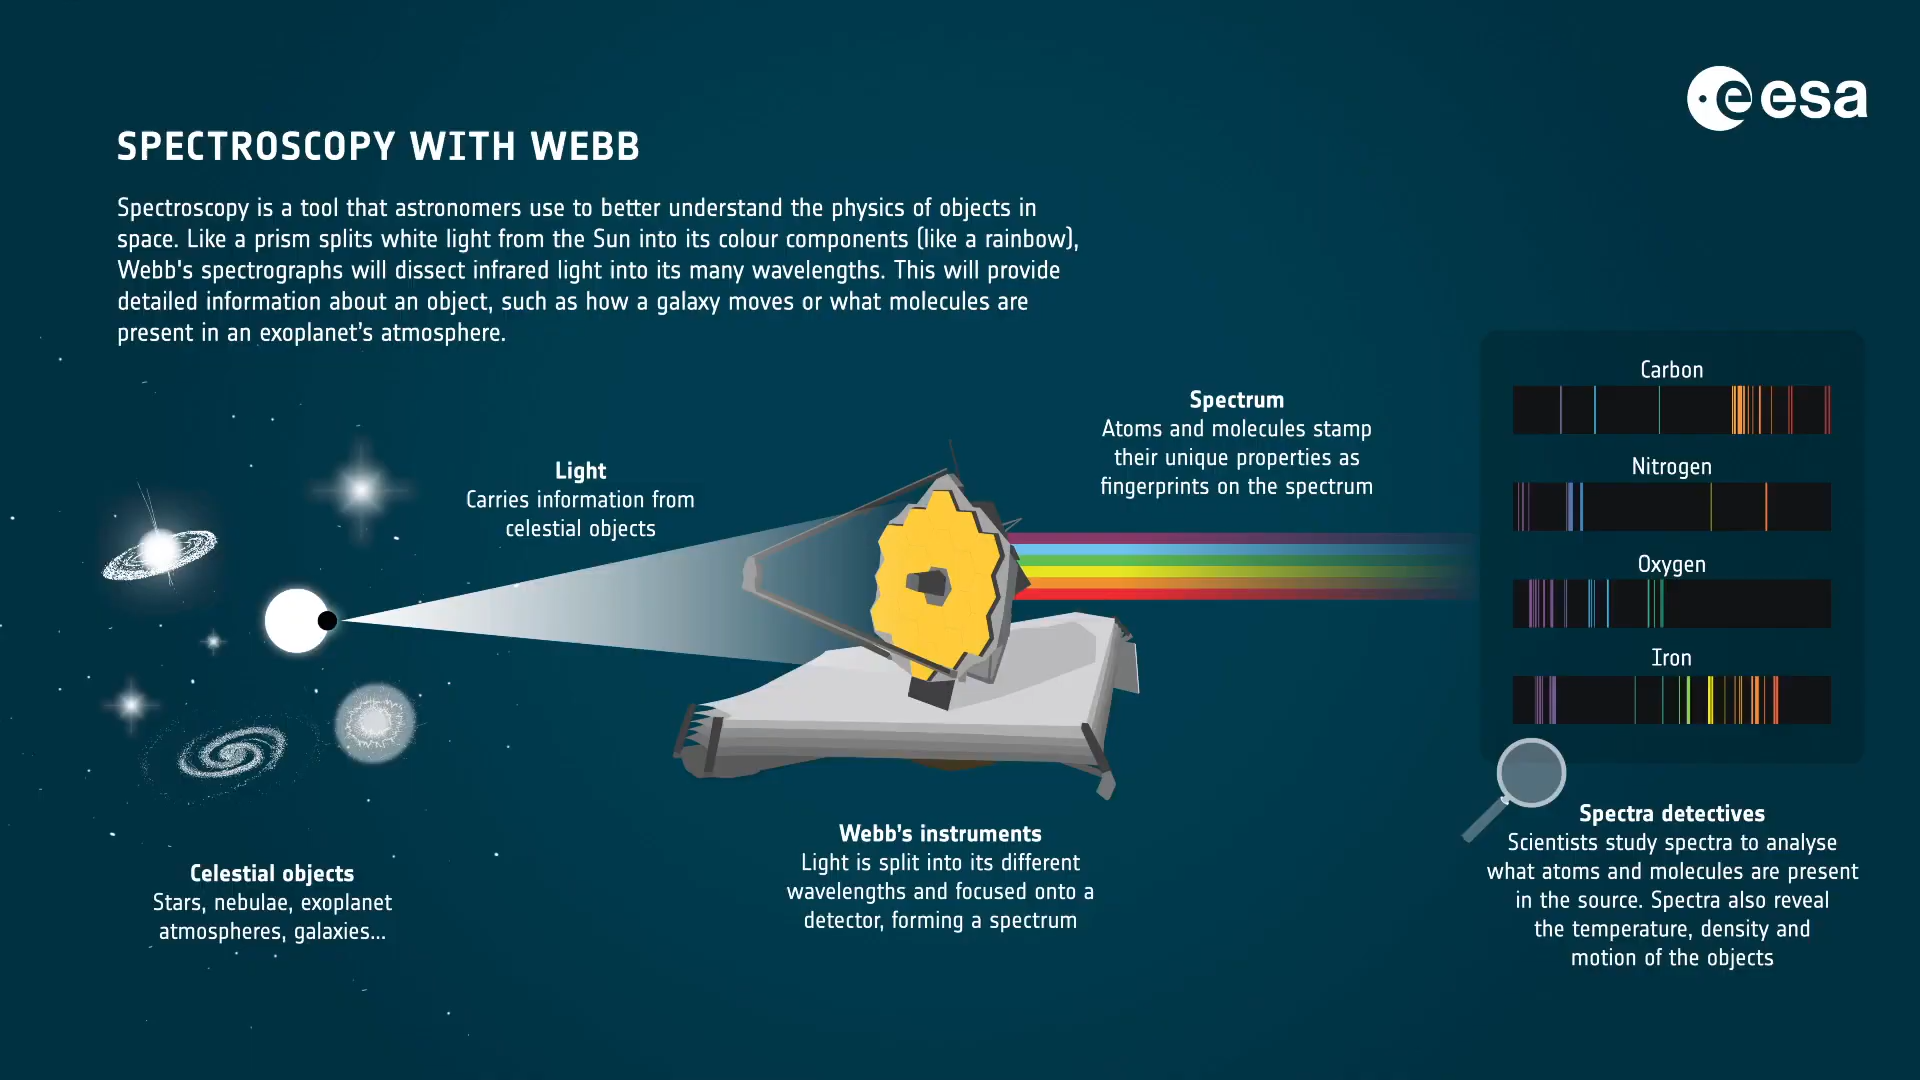 esa
SPECTROSCOPY WITH WEBB
Spectroscopy is a tool that astronomers use to better understand the physics of objects in
space. Like a prism splits white light from the Sun into its colour components (like a rainbow),
Webb's spectrographs will dissect infrared light into its many wavelengths. This will provide
detailed information about an object, such as how a galaxy moves or what molecules are
present in an exoplanet's atmosphere.
Light
Carries information from
celestial objects
Spectrum
Atoms and molecules stamp
their unique properties as
fingerprints on the spectrum
Carbon
Nitrogen
Oxygen
Iron
Celestial objects
Stars, nebulae, exoplanet
atmospheres, galaxies...
Webb's instruments
Light is split into its different
wavelengths and focused onto a
detector, forming a spectrum
Spectra detectives
Scientists study spectra to analyse
what atoms and molecules are present
in the source. Spectra also reveal
the temperature, density and
motion of the objects